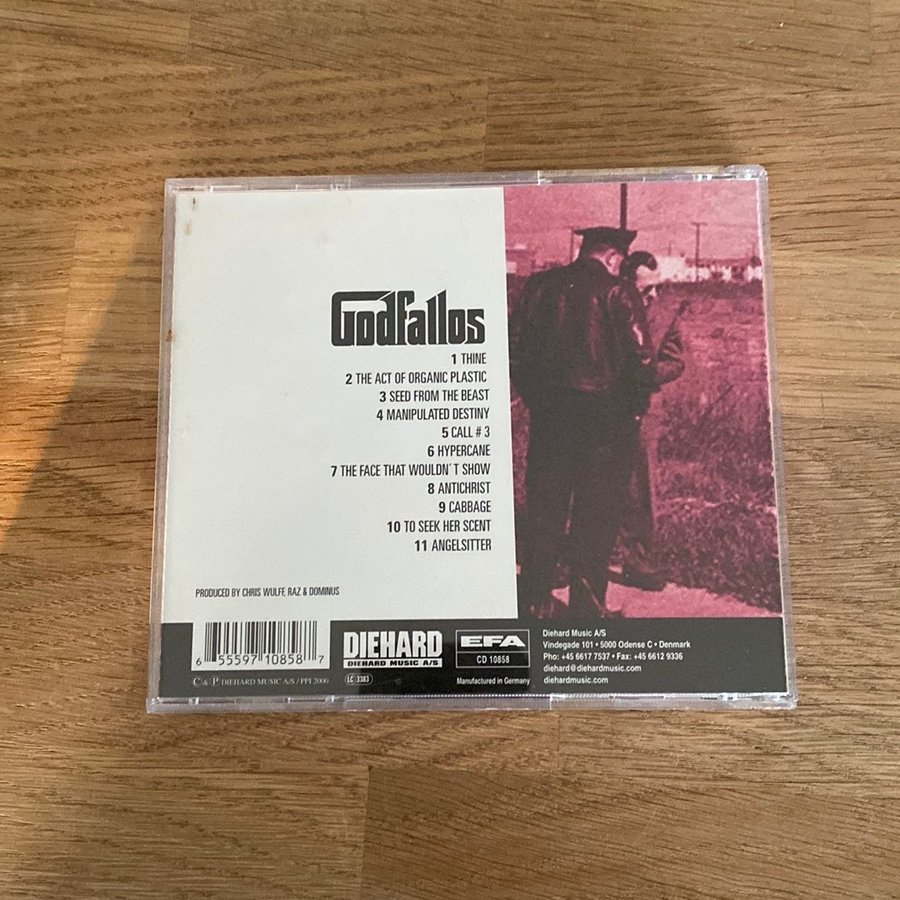 Godfallos
1 THINE
2 THE ACT OF ORGANIC PLASTIC
3 SEED FROM THE BEAST
4 MANIPULATED DESTINY
5 CALL # 3
6 HYPERCANE
7 THE FACE THAT WOULDN´T SHOW
8 ANTICHRIST
9 CABBAGE
10 TO SEEK HER SCENT
11 ANGELSITTER
PRODUCED BY CHRIS WULFF, RAZ & DOMINUS
6 55597 10858 7
C & P DIEHARD MUSIC A/S / PPI 2000
DIEHARD
DIEHARD MUSIC A/S
LC 3383
EFA
CD 10858
Manufactured in Germany
Diehard Music A/S
Vindegade 101 • 5000 Odense C • Denmark
Pho: +45 6617 7537 • Fax: +45 6612 9336
diehard@diehardmusic.com
diehardmusic.com